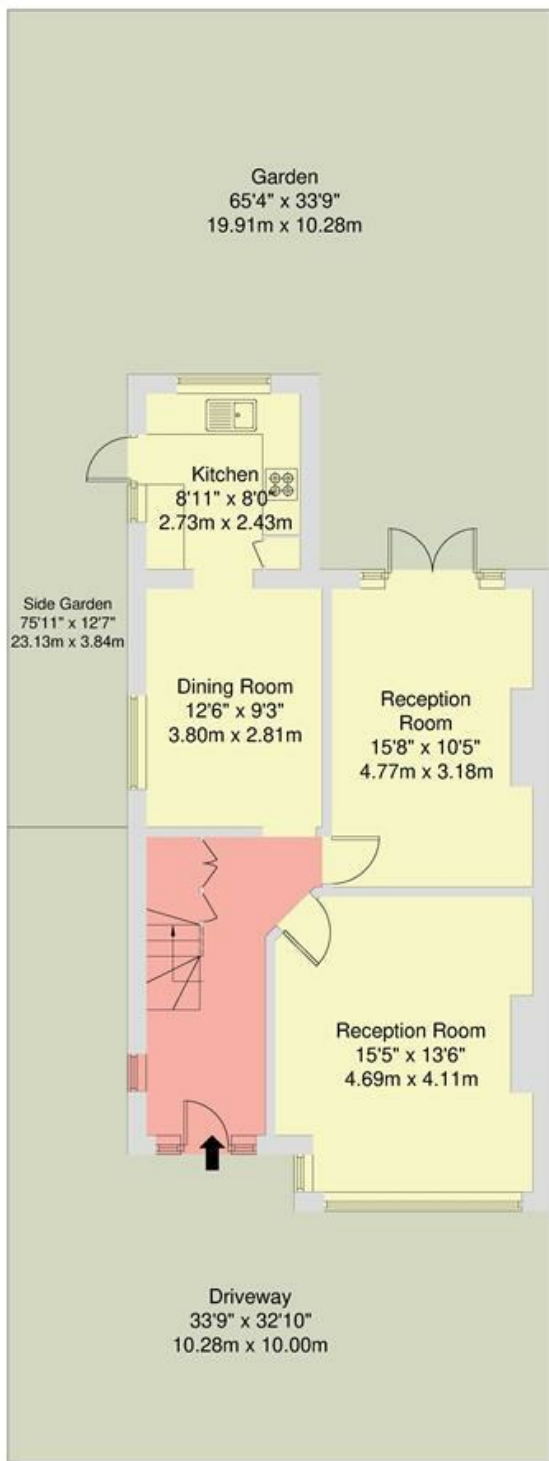 Garden
65'4" x 33'9"
19.91m x 10.28m
Kitchen
8'11" x 8'0"
2.73m x 2.43m
Side Garden
75'11" x 12'7"
23.13m x 3.84m
Dining Room
12'6" x 9'3"
3.80m x 2.81m
Reception
Room
15'8" x 10'5"
4.77m x 3.18m
Reception Room
15'5" x 13'6"
4.69m x 4.11m
Driveway
33'9" x 32'10"
10.28m x 10.00m